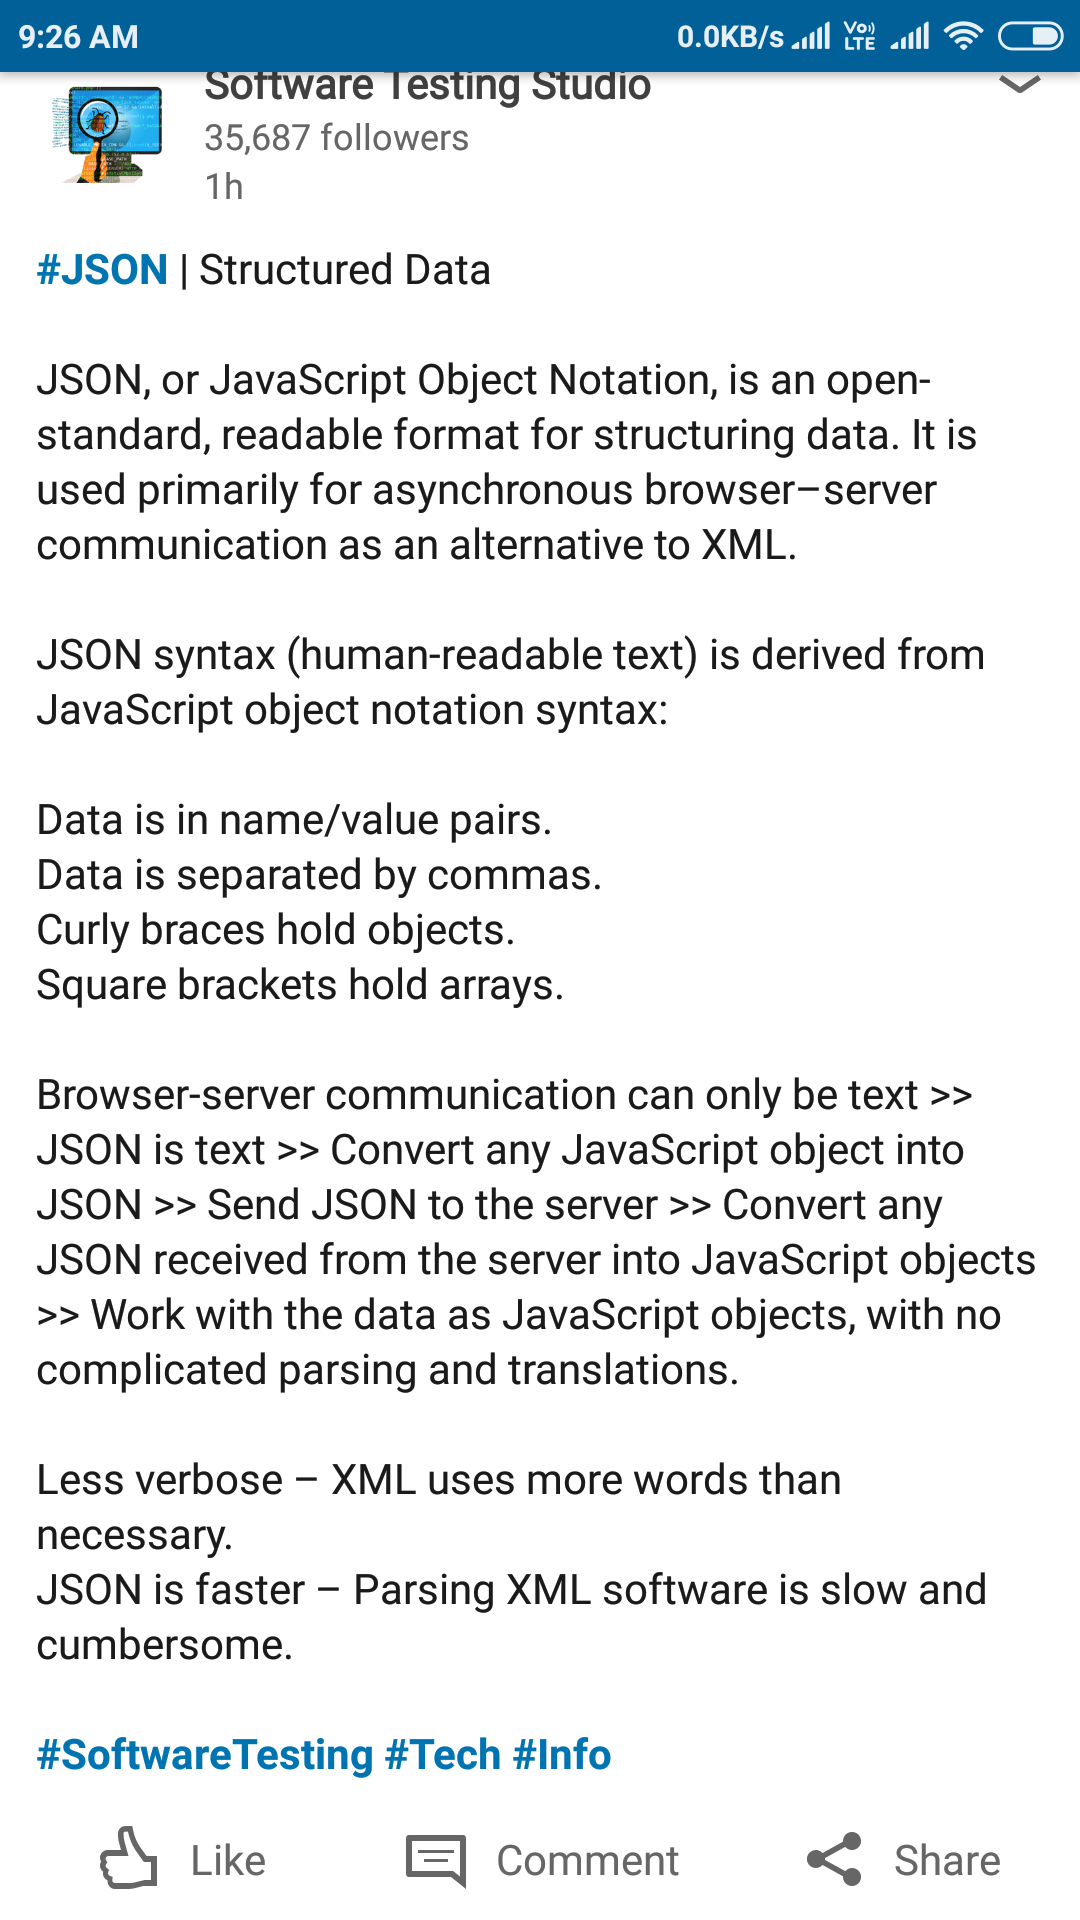 9:26 AM 0.0KB/s VoLTE
Software Testing Studio
35,687 followers
1h
#JSON | Structured Data
JSON, or JavaScript Object Notation, is an open-
standard, readable format for structuring data. It is
used primarily for asynchronous browser–server
communication as an alternative to XML.
JSON syntax (human-readable text) is derived from
JavaScript object notation syntax:
Data is in name/value pairs.
Data is separated by commas.
Curly braces hold objects.
Square brackets hold arrays.
Browser-server communication can only be text >>
JSON is text >> Convert any JavaScript object into
JSON >> Send JSON to the server >> Convert any
JSON received from the server into JavaScript objects
>> Work with the data as JavaScript objects, with no
complicated parsing and translations.
Less verbose – XML uses more words than
necessary.
JSON is faster – Parsing XML software is slow and
cumbersome.
#SoftwareTesting #Tech #Info
Like Comment Share